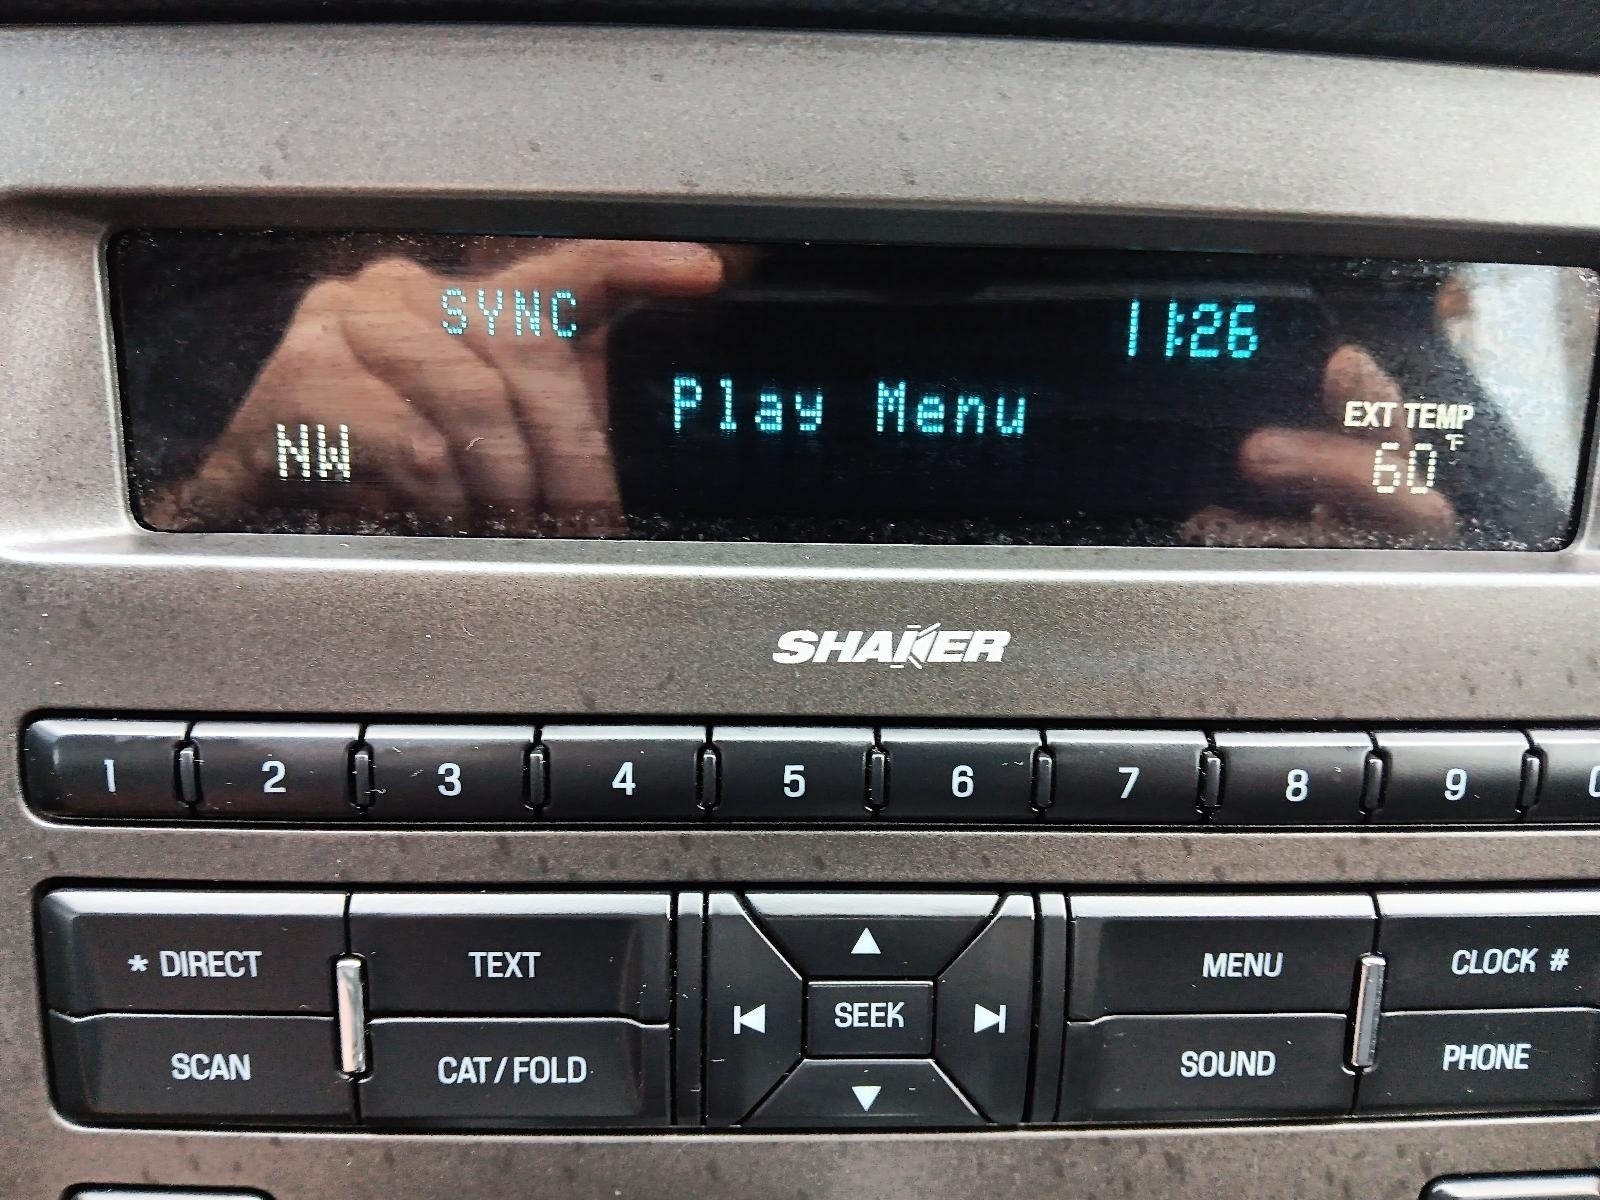 SYNC 11:26
Play Menu
NW
EXT TEMP
60°F
SHAKER
1 2 3 4 5 6 7 8 9 0
* DIRECT TEXT MENU CLOCK #
SEEK
SCAN CAT/FOLD SOUND PHONE